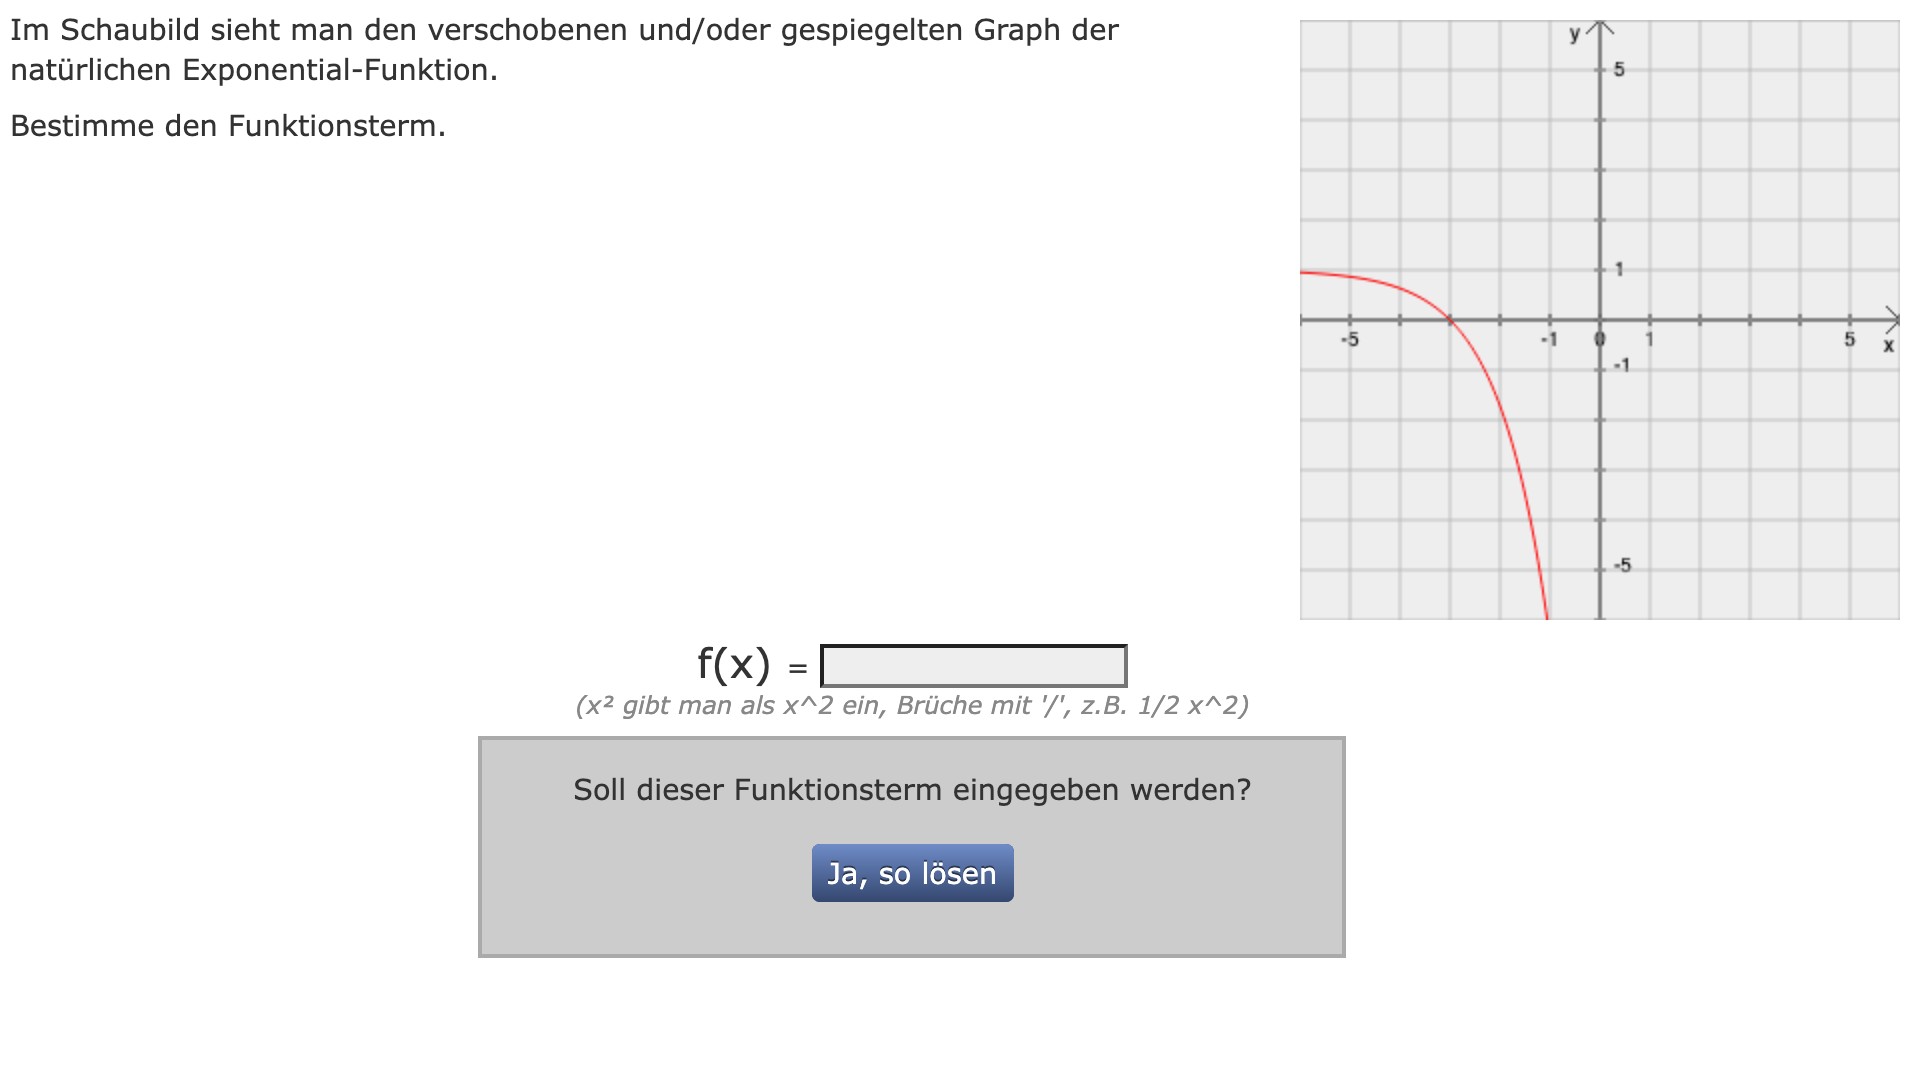 Im Schaubild sieht man den verschobenen und/oder gespiegelten Graph der
natürlichen Exponential-Funktion.
Bestimme den Funktionsterm.
y
5
1
-5
-1
0
1
5
x
-1
-5
f(x) =
(x² gibt man als x^2 ein, Brüche mit '/', z.B. 1/2 x^2)
Soll dieser Funktionsterm eingegeben werden?
Ja, so lösen